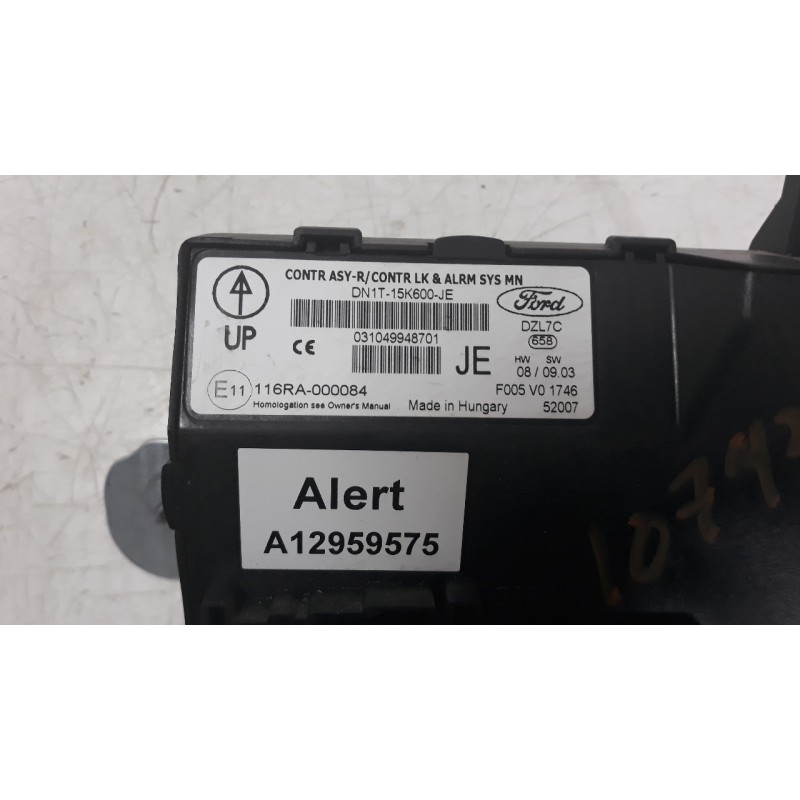 CONTR ASY-R/CONTR LK & ALRM SYS MN
DN1T-15K600-JE
Ford
UP
CE
031049948701
JE
DZL7C
658
HW SW
08 / 09.03
E11 116RA-000084
F005 V0 1746
Homologation see Owner's Manual
Made in Hungary
52007
Alert
A12959575